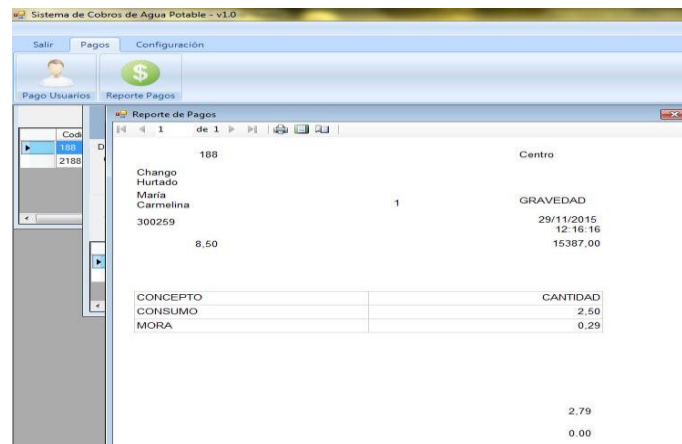 Sistema de Cobros de Agua Potable - v1.0
Salir Pagos Configuración
Pago Usuarios Reporte Pagos
Reporte de Pagos
1 de 1
Codi
188
2188
D
188 Centro
Chango
Hurtado
María
Carmelina 1 GRAVEDAD
300259 29/11/2015
12:16:16
8,50 15387,00
CONCEPTO CANTIDAD
CONSUMO 2,50
MORA 0,29
2,79
0.00